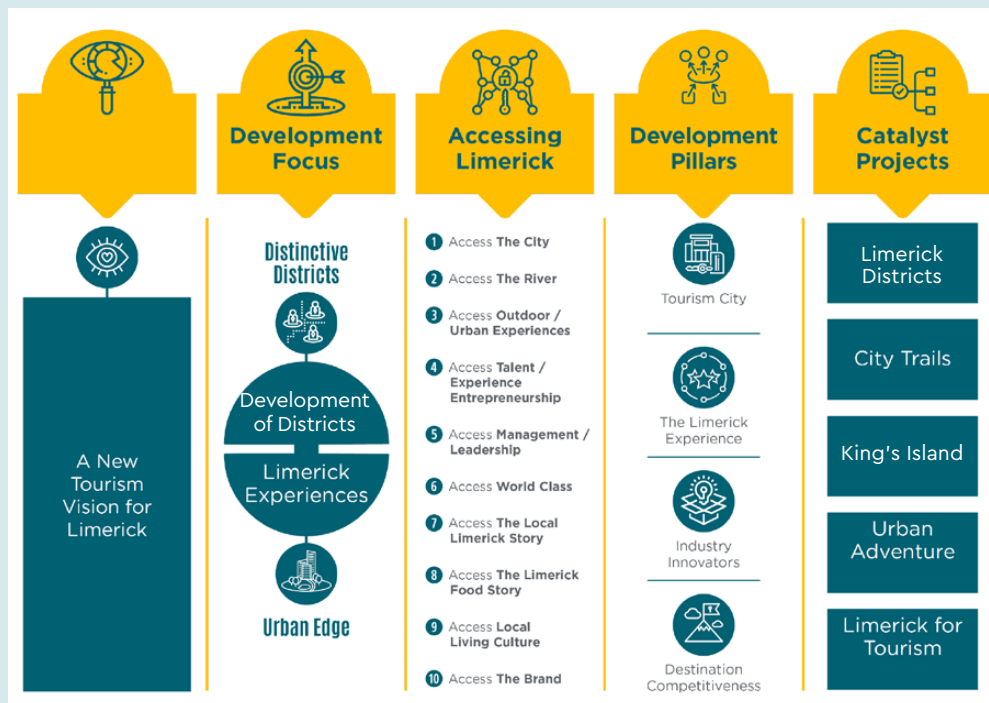 Development
Focus
Accessing
Limerick
Development
Pillars
Catalyst
Projects
A New
Tourism
Vision for
Limerick
Distinctive
Districts
Development
of Districts
Limerick
Experiences
Urban Edge
1 Access The City
2 Access The River
3 Access Outdoor /
Urban Experiences
4 Access Talent /
Experience
Entrepreneurship
5 Access Management /
Leadership
6 Access World Class
7 Access The Local
Limerick Story
8 Access The Limerick
Food Story
9 Access Local
Living Culture
10 Access The Brand
Tourism City
The Limerick
Experience
Industry
Innovators
Destination
Competitiveness
Limerick
Districts
City Trails
King's Island
Urban
Adventure
Limerick for
Tourism